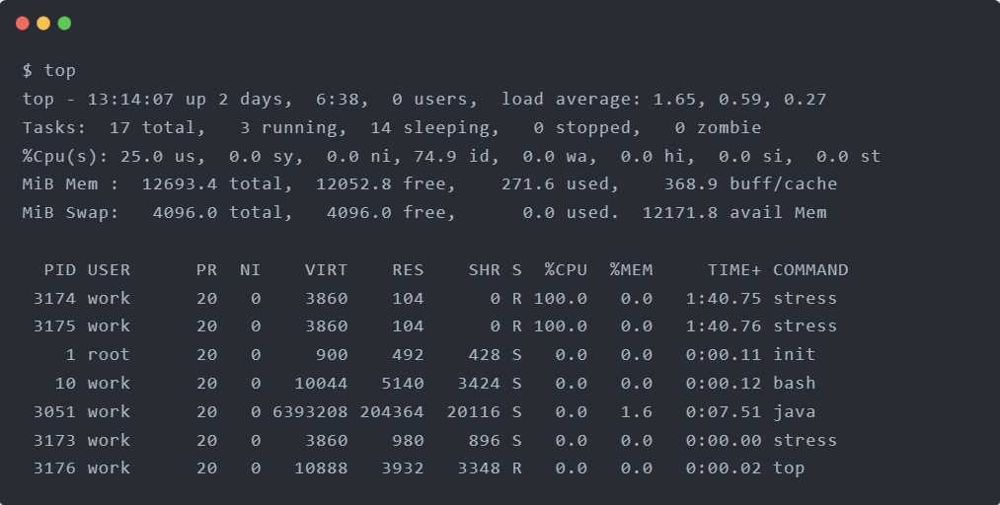 $ top
top - 13:14:07 up 2 days,  6:38,  0 users,  load average: 1.65, 0.59, 0.27
Tasks:  17 total,   3 running,  14 sleeping,   0 stopped,   0 zombie
%Cpu(s): 25.0 us,  0.0 sy,  0.0 ni, 74.9 id,  0.0 wa,  0.0 hi,  0.0 si,  0.0 st
MiB Mem :  12693.4 total,  12052.8 free,    271.6 used,    368.9 buff/cache
MiB Swap:   4096.0 total,   4096.0 free,      0.0 used.  12171.8 avail Mem

  PID USER      PR  NI    VIRT    RES    SHR S  %CPU  %MEM     TIME+ COMMAND
 3174 work      20   0    3860    104      0 R 100.0   0.0   1:40.75 stress
 3175 work      20   0    3860    104      0 R 100.0   0.0   1:40.76 stress
    1 root      20   0     900    492    428 S   0.0   0.0   0:00.11 init
   10 work      20   0   10044   5140   3424 S   0.0   0.0   0:00.12 bash
 3051 work      20   0 6393208 204364  20116 S   0.0   1.6   0:07.51 java
 3173 work      20   0    3860    980    896 S   0.0   0.0   0:00.00 stress
 3176 work      20   0   10888   3932   3348 R   0.0   0.0   0:00.02 top